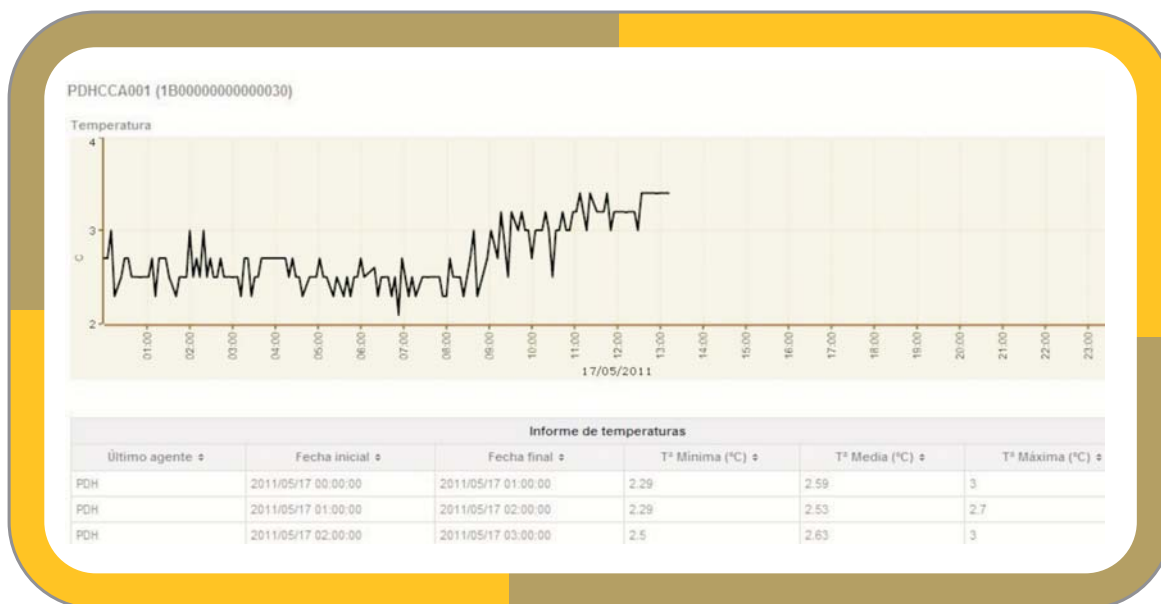 PDHCCA001 (1B00000000000030)
Temperatura
4
3
C
2
01:00 02:00 03:00 04:00 05:00 06:00 07:00 08:00 09:00 10:00 11:00 12:00 13:00 14:00 15:00 16:00 17:00 18:00 19:00 20:00 21:00 22:00 23:00
17/05/2011
Informe de temperaturas
Último agente Fecha inicial Fecha final Tª Mínima (ºC) Tª Media (ºC) Tª Máxima (ºC)
PDH 2011/05/17 00:00:00 2011/05/17 01:00:00 2.29 2.59 3
PDH 2011/05/17 01:00:00 2011/05/17 02:00:00 2.29 2.53 2.7
PDH 2011/05/17 02:00:00 2011/05/17 03:00:00 2.5 2.63 3